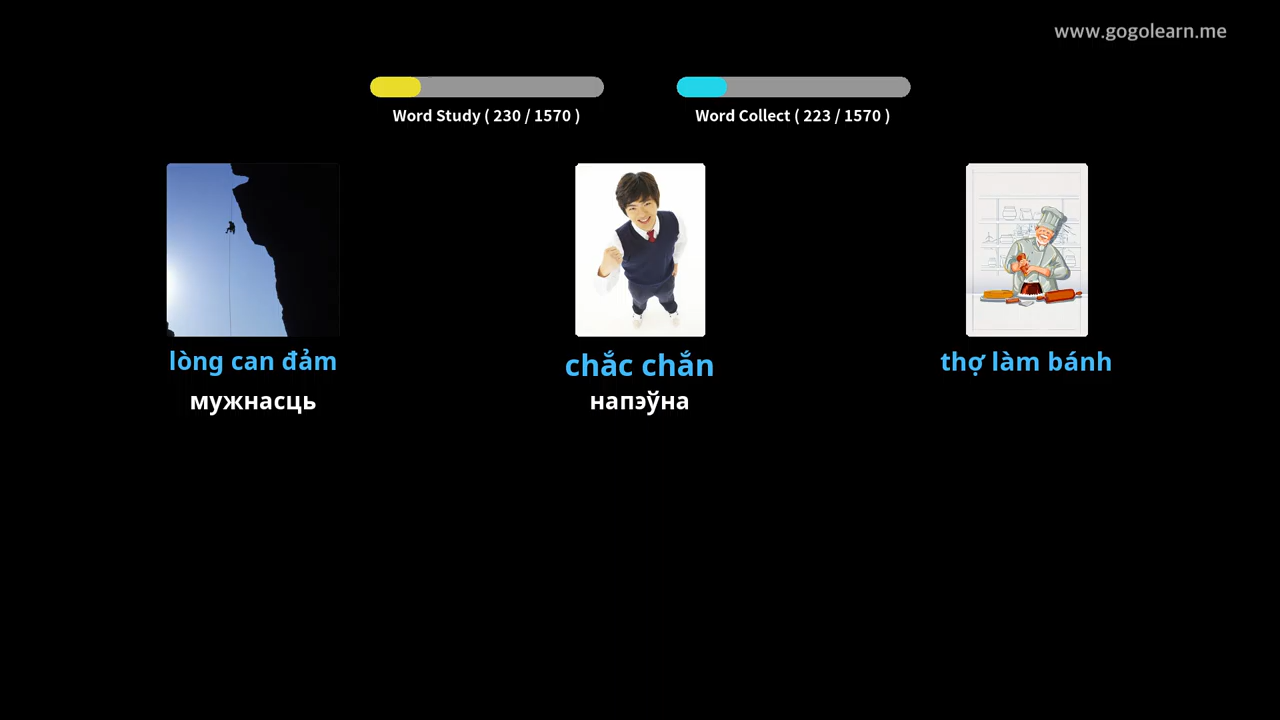 www.gogolearn.me
Word Study ( 230 / 1570 )
Word Collect ( 223 / 1570 )
lòng can đảm
мужнасць
chắc chắn
напэўна
thợ làm bánh